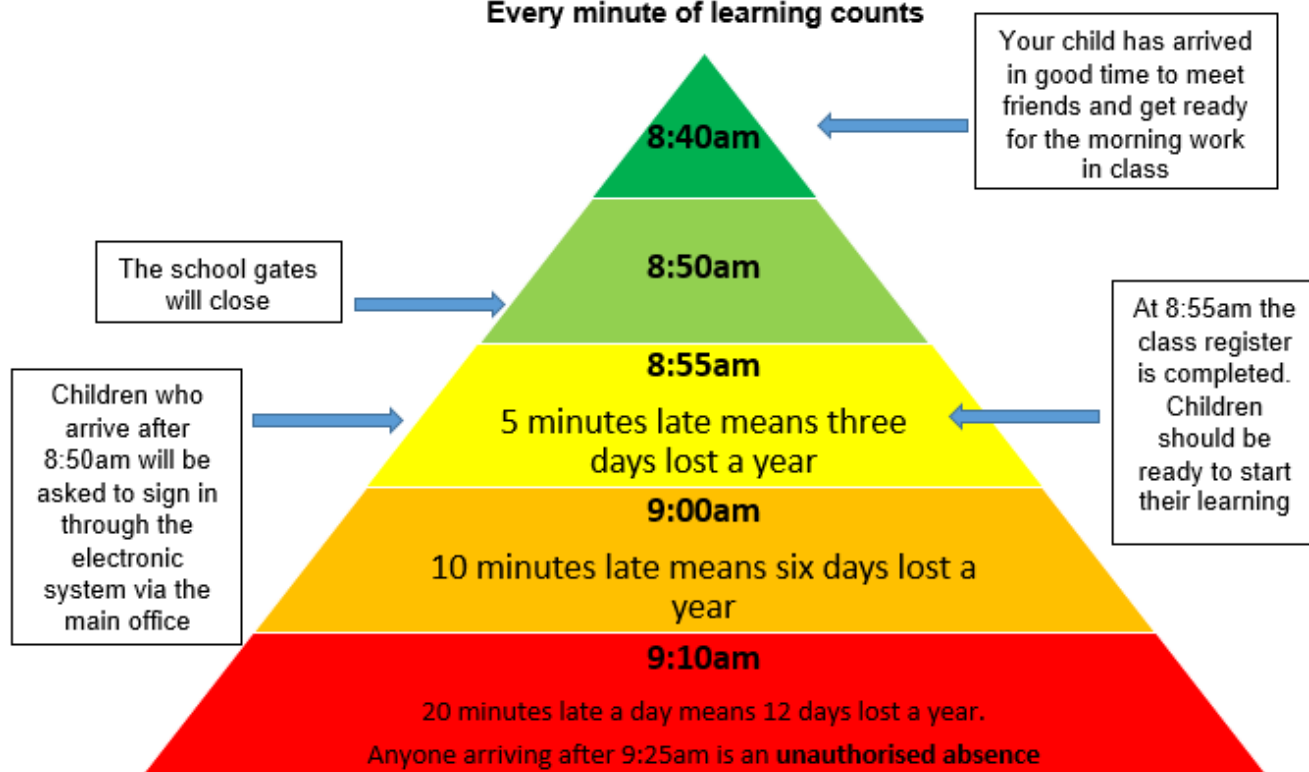 Every minute of learning counts
Your child has arrived
in good time to meet
friends and get ready
for the morning work
in class
8:40am
8:50am
The school gates
will close
8:55am
5 minutes late means three
days lost a year
At 8:55am the
class register
is completed.
Children
should be
ready to start
their learning
Children who
arrive after
8:50am will be
asked to sign in
through the
electronic
system via the
main office
9:00am
10 minutes late means six days lost a
year
9:10am
20 minutes late a day means 12 days lost a year.
Anyone arriving after 9:25am is an unauthorised absence